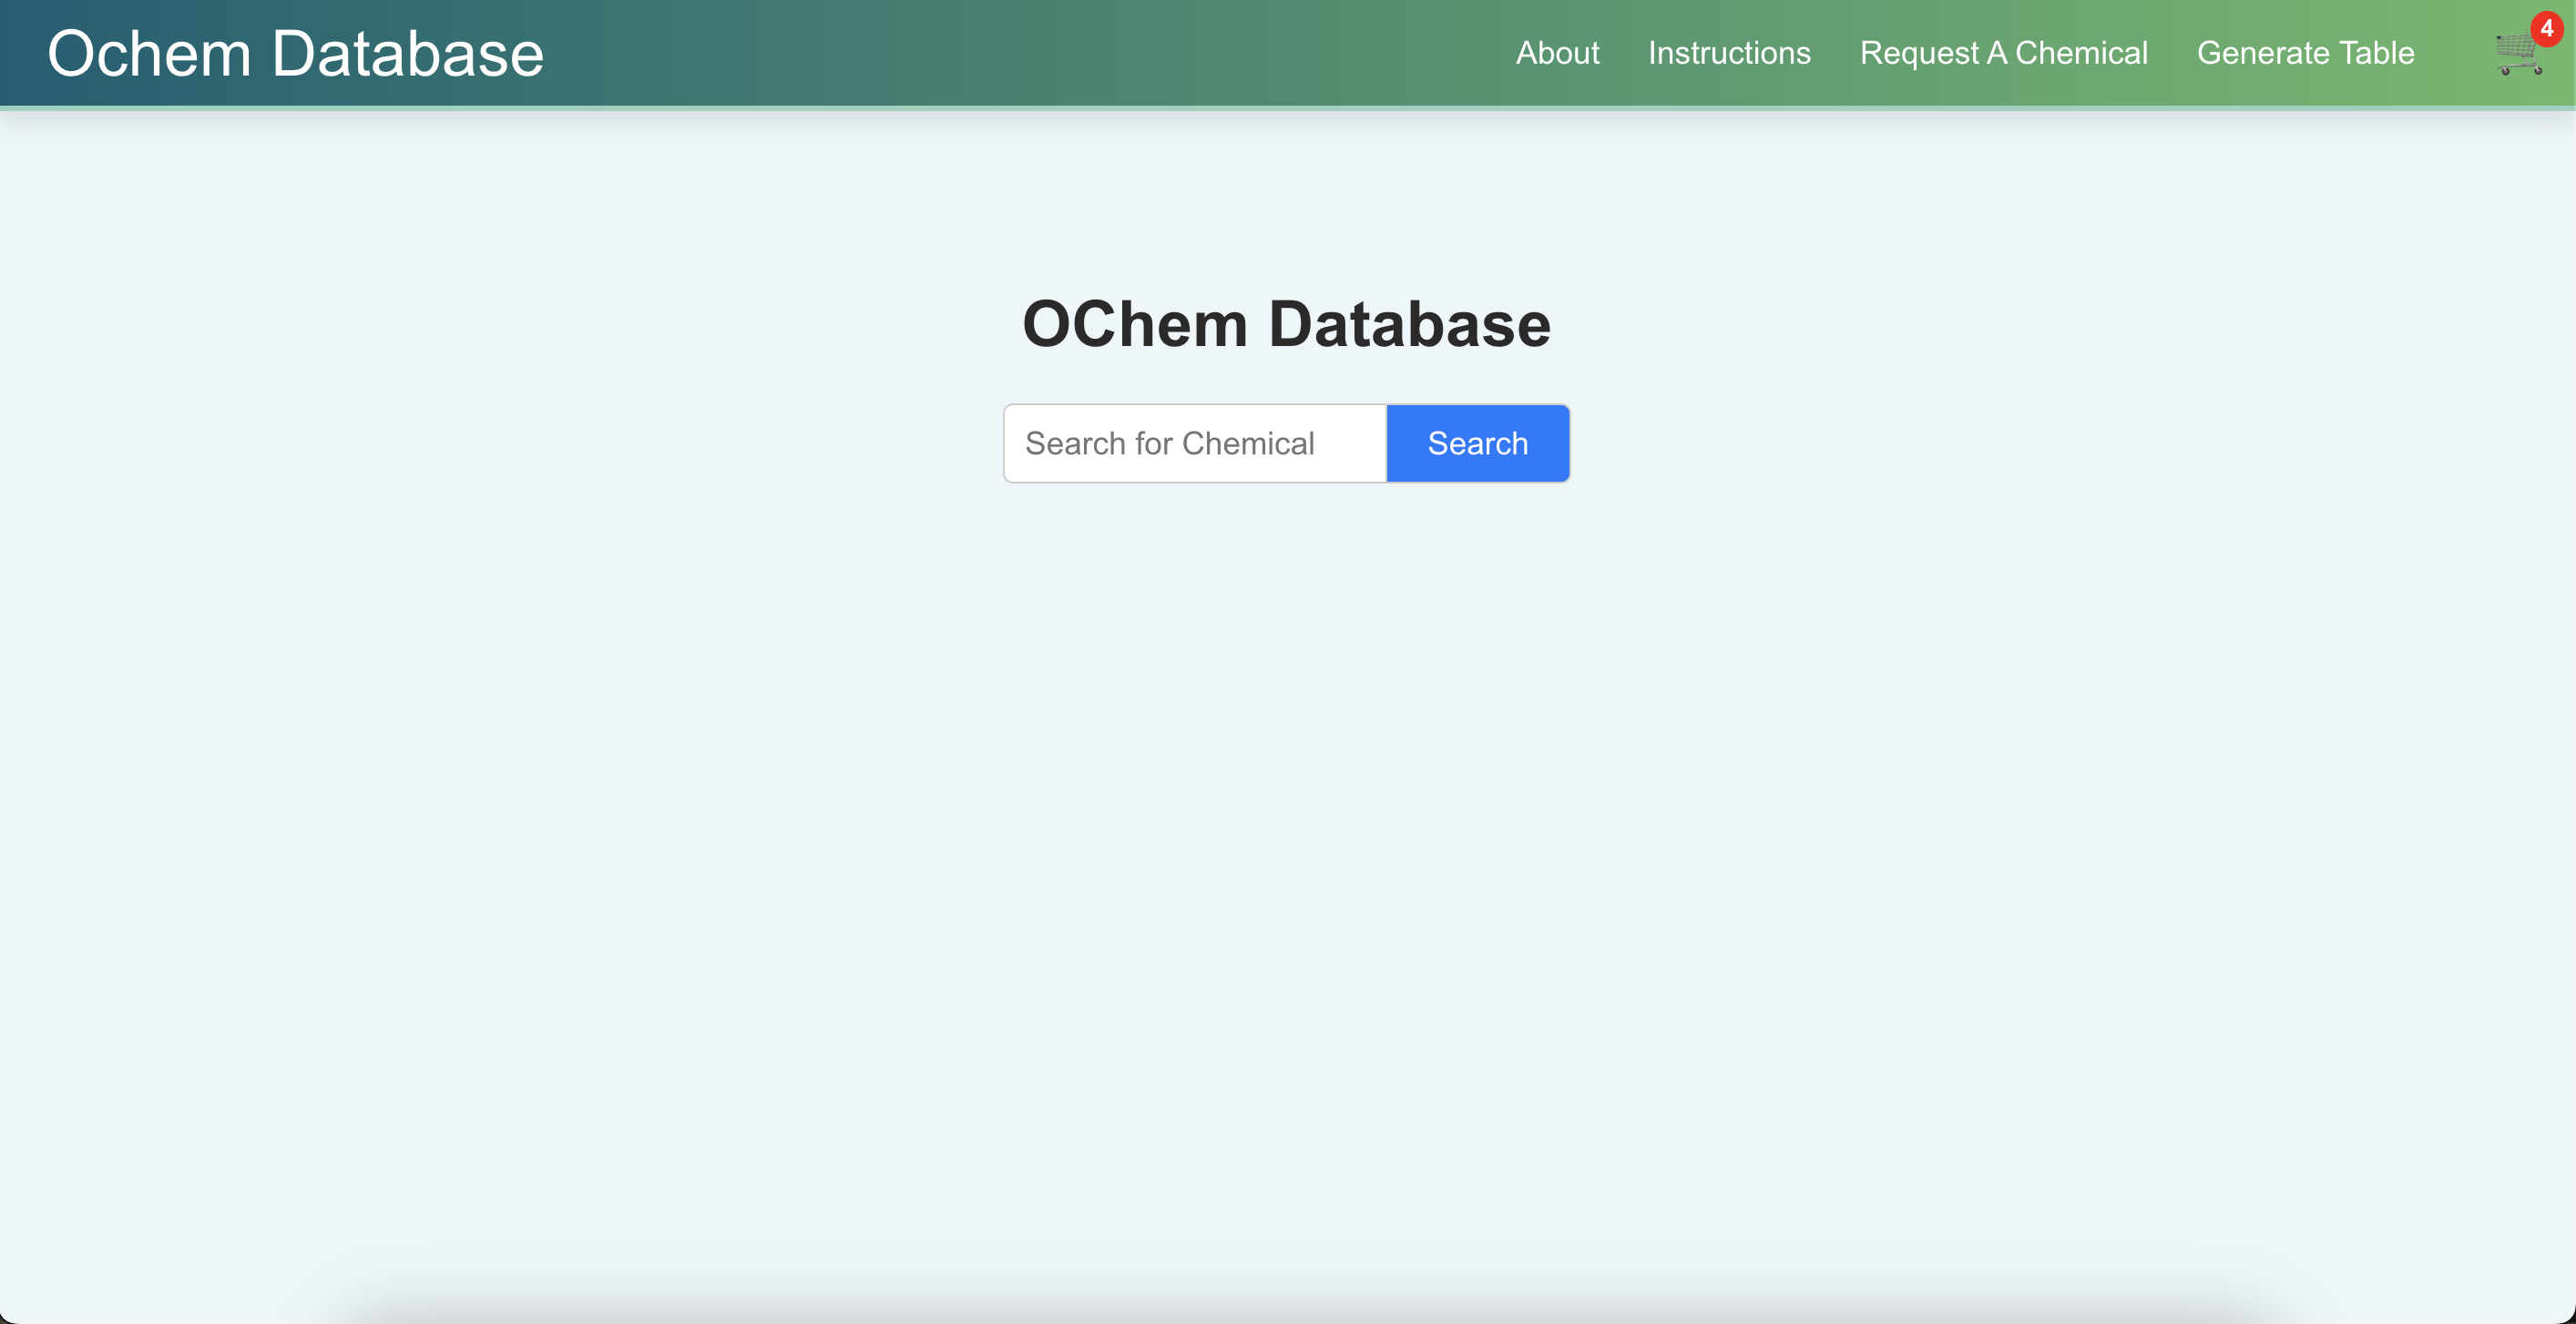 Ochem Database
About Instructions Request A Chemical Generate Table 4
OChem Database
Search for Chemical Search